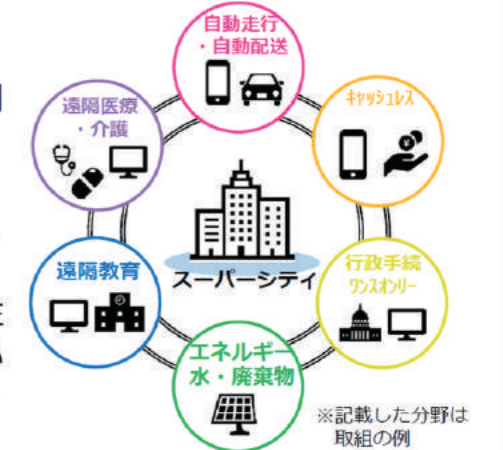 自動走行
・自動配送
遠隔医療
・介護
ｷｬｯｼｭﾚｽ
スーパーシティ
遠隔教育
行政手続
ﾜﾝｽｵﾝﾘｰ
エネルギー
水・廃棄物
※記載した分野は
取組の例